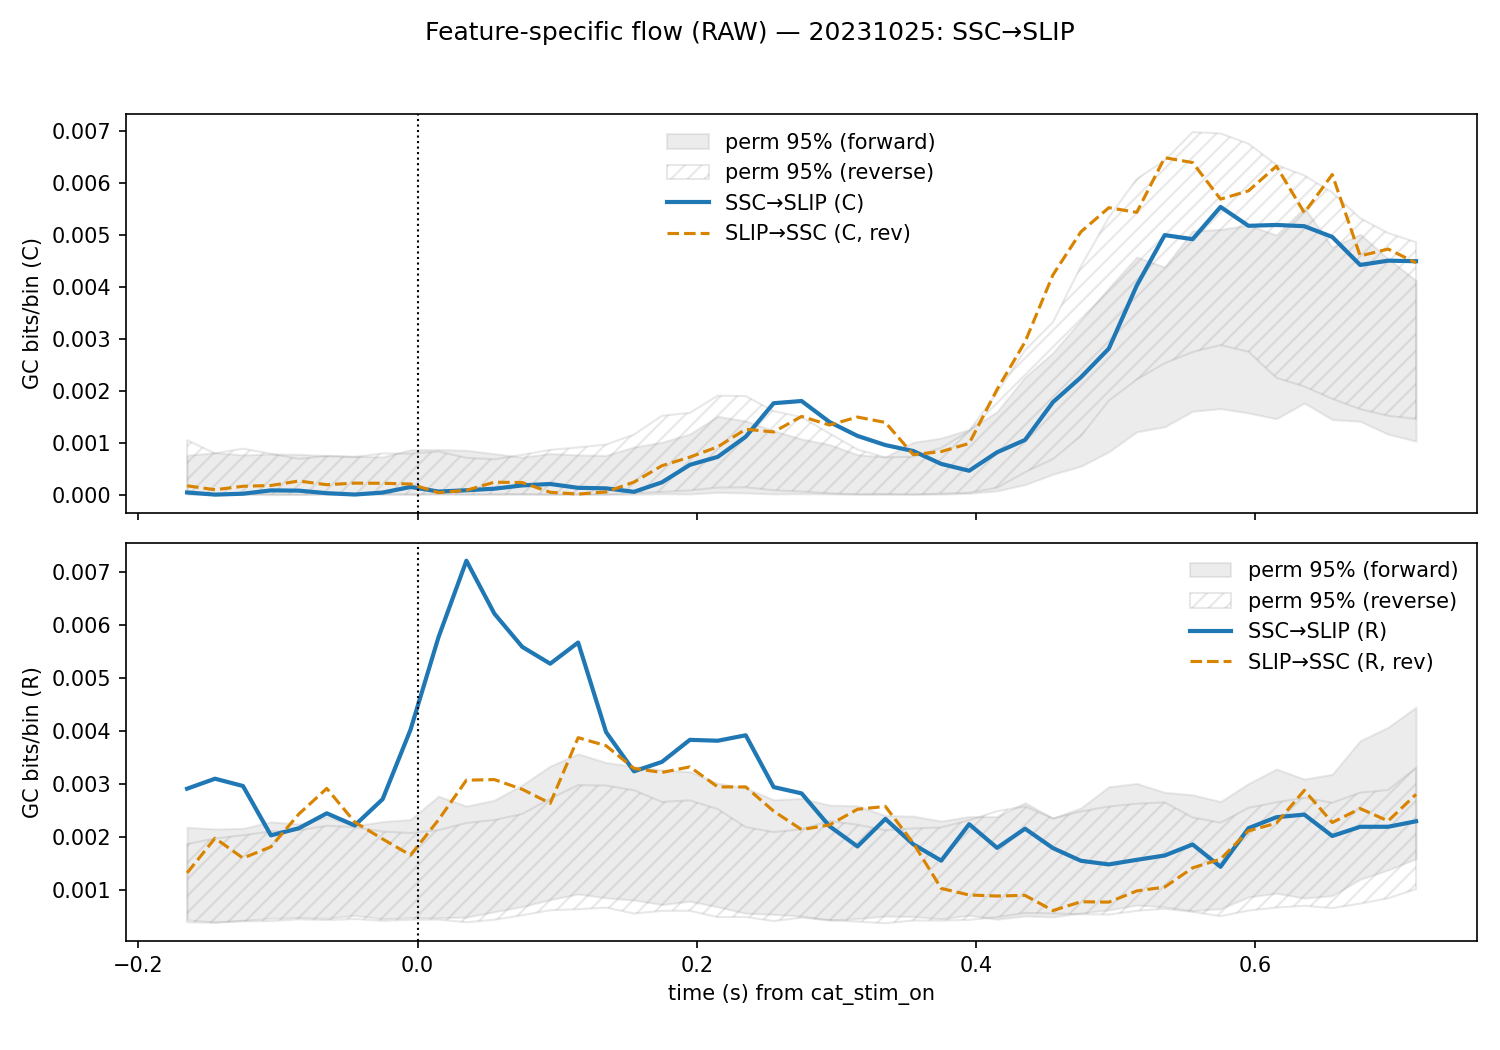 Feature-specific flow (RAW) — 20231025: SSC→SLIP
GC bits/bin (C)
0.007
0.006
0.005
0.004
0.003
0.002
0.001
0.000
perm 95% (forward)
perm 95% (reverse)
SSC→SLIP (C)
SLIP→SSC (C, rev)
GC bits/bin (R)
0.007
0.006
0.005
0.004
0.003
0.002
0.001
perm 95% (forward)
perm 95% (reverse)
SSC→SLIP (R)
SLIP→SSC (R, rev)
−0.2 0.0 0.2 0.4 0.6
time (s) from cat_stim_on